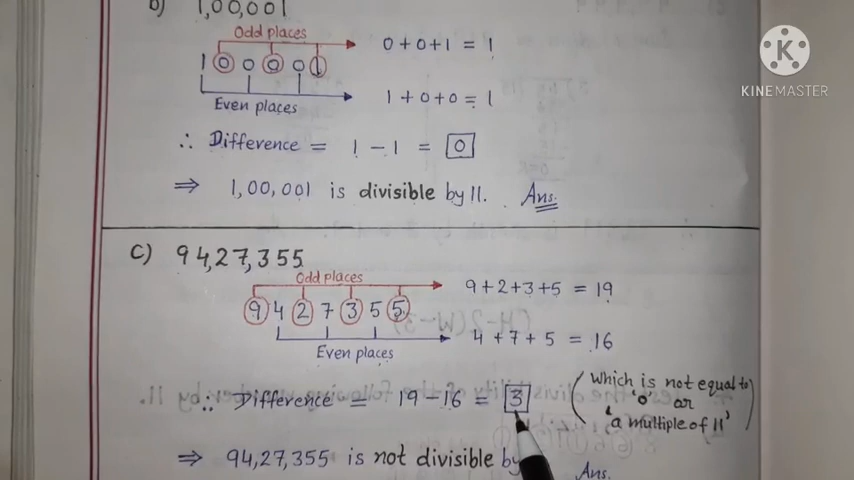 b) 1,00,001
Odd places
1 0 0 0 0 1
0 + 0 + 1 = 1
Even places
1 + 0 + 0 = 1
∴ Difference = 1 - 1 = 0
⇒ 1,00,001 is divisible by 11. Ans.
c) 94,27,355
Odd places
9 4 2 7 3 5 5
9 + 2 + 3 + 5 = 19
Even places
4 + 7 + 5 = 16
∴ Difference = 19 - 16 = 3
(Which is not equal to
'0' or
'a multiple of 11')
⇒ 94,27,355 is not divisible by
Ans.
K
KINEMASTER